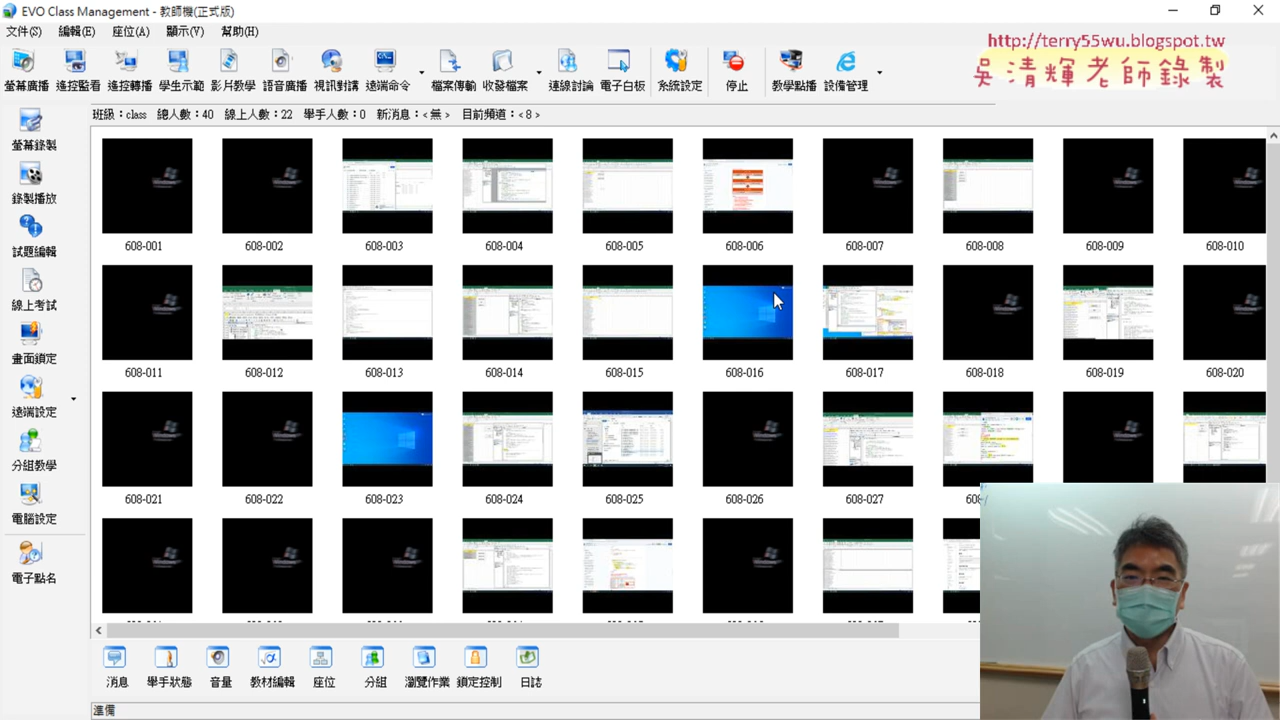 EVO Class Management - 教師機(正式版)
文件(S) 編輯(E) 座位(A) 顯示(V) 幫助(H)
http://terry55wu.blogspot.tw
吳清輝老師錄製
螢幕廣播 遙控監看 遙控轉播 學生示範 影片教學 語音廣播 視訊對講 遠端命令 檔案傳輸 收發檔案 連線討論 電子白板 系統設定 停止 教學點播 設備管理
班級：class 總人數：40 線上人數：22 舉手人數：0 新消息：<無> 目前頻道：<8>
螢幕錄製
錄製播放
試題編輯
線上考試
畫面鎖定
遠端設定
分組教學
電腦設定
電子點名
608-001 608-002 608-003 608-004 608-005 608-006 608-007 608-008 608-009 608-010
608-011 608-012 608-013 608-014 608-015 608-016 608-017 608-018 608-019 608-020
608-021 608-022 608-023 608-024 608-025 608-026 608-027
消息 舉手狀態 音量 教材編輯 座位 分組 瀏覽作業 鎖定控制 日誌
準備